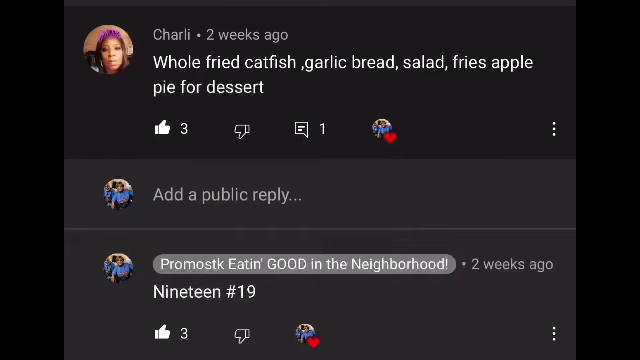 Charli • 2 weeks ago
Whole fried catfish ,garlic bread, salad, fries apple
pie for dessert
3
1
Add a public reply...
Promostk Eatin' GOOD in the Neighborhood! • 2 weeks ago
Nineteen #19
3